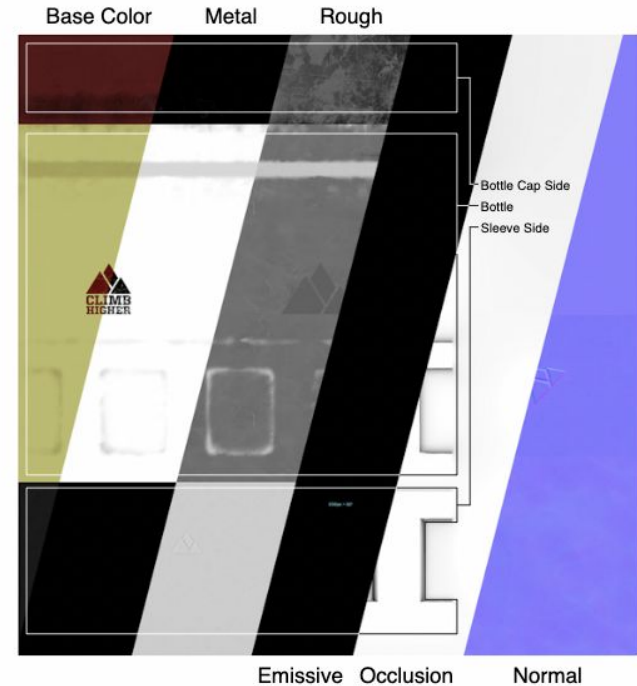 Base Color Metal Rough
Bottle Cap Side
Bottle
Sleeve Side
CLIMB
HIGHER
Emissive Occlusion Normal